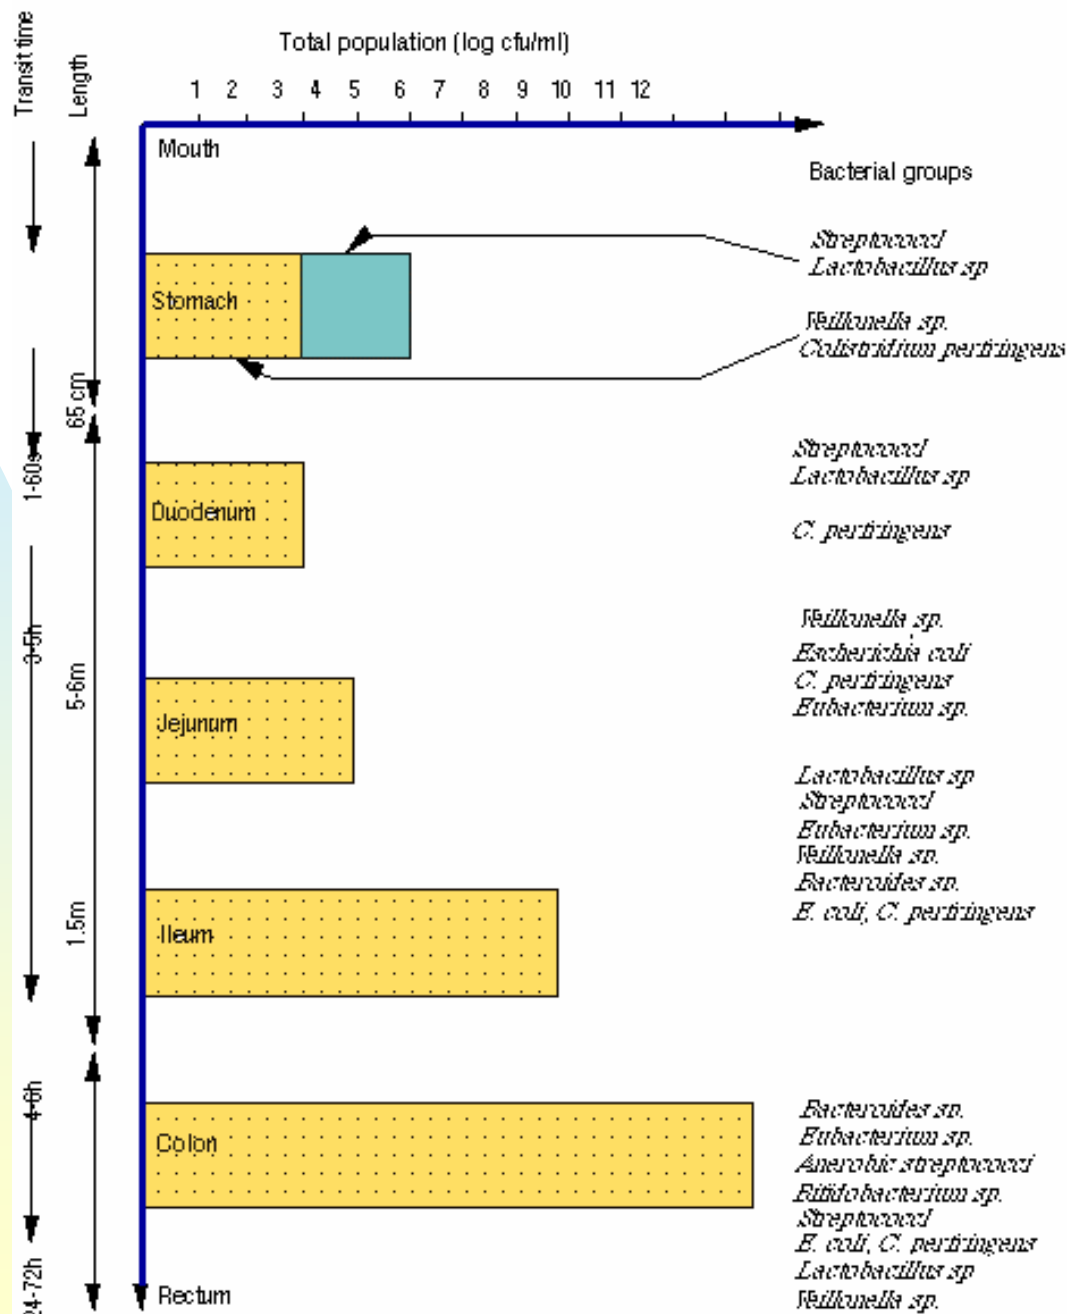 Total population (log cfu/ml)
Transit time
Length
1 2 3 4 5 6 7 8 9 10 11 12
Mouth
Bacterial groups
Streptococci
Lactobacillus sp
Stomach
Veillonella sp.
Colistridium perfringens
65 cm
1-60s
Streptococci
Lactobacillus sp
Duodenum
C. perfringens
3-5h
5-6m
Veillonella sp.
Escherichia coli
C. perfringens
Eubacterium sp.
Jejunum
Lactobacillus sp
Streptococci
Eubacterium sp.
Veillonella sp.
Bacteroides sp.
E. coli, C. perfringens
1.5m
Ileum
4-6h
Colon
Bacteroides sp.
Eubacterium sp.
Anerobic streptococci
Bifidobacterium sp.
Streptococci
E. coli, C. perfringens
Lactobacillus sp
Veillonella sp.
24-72h
Rectum